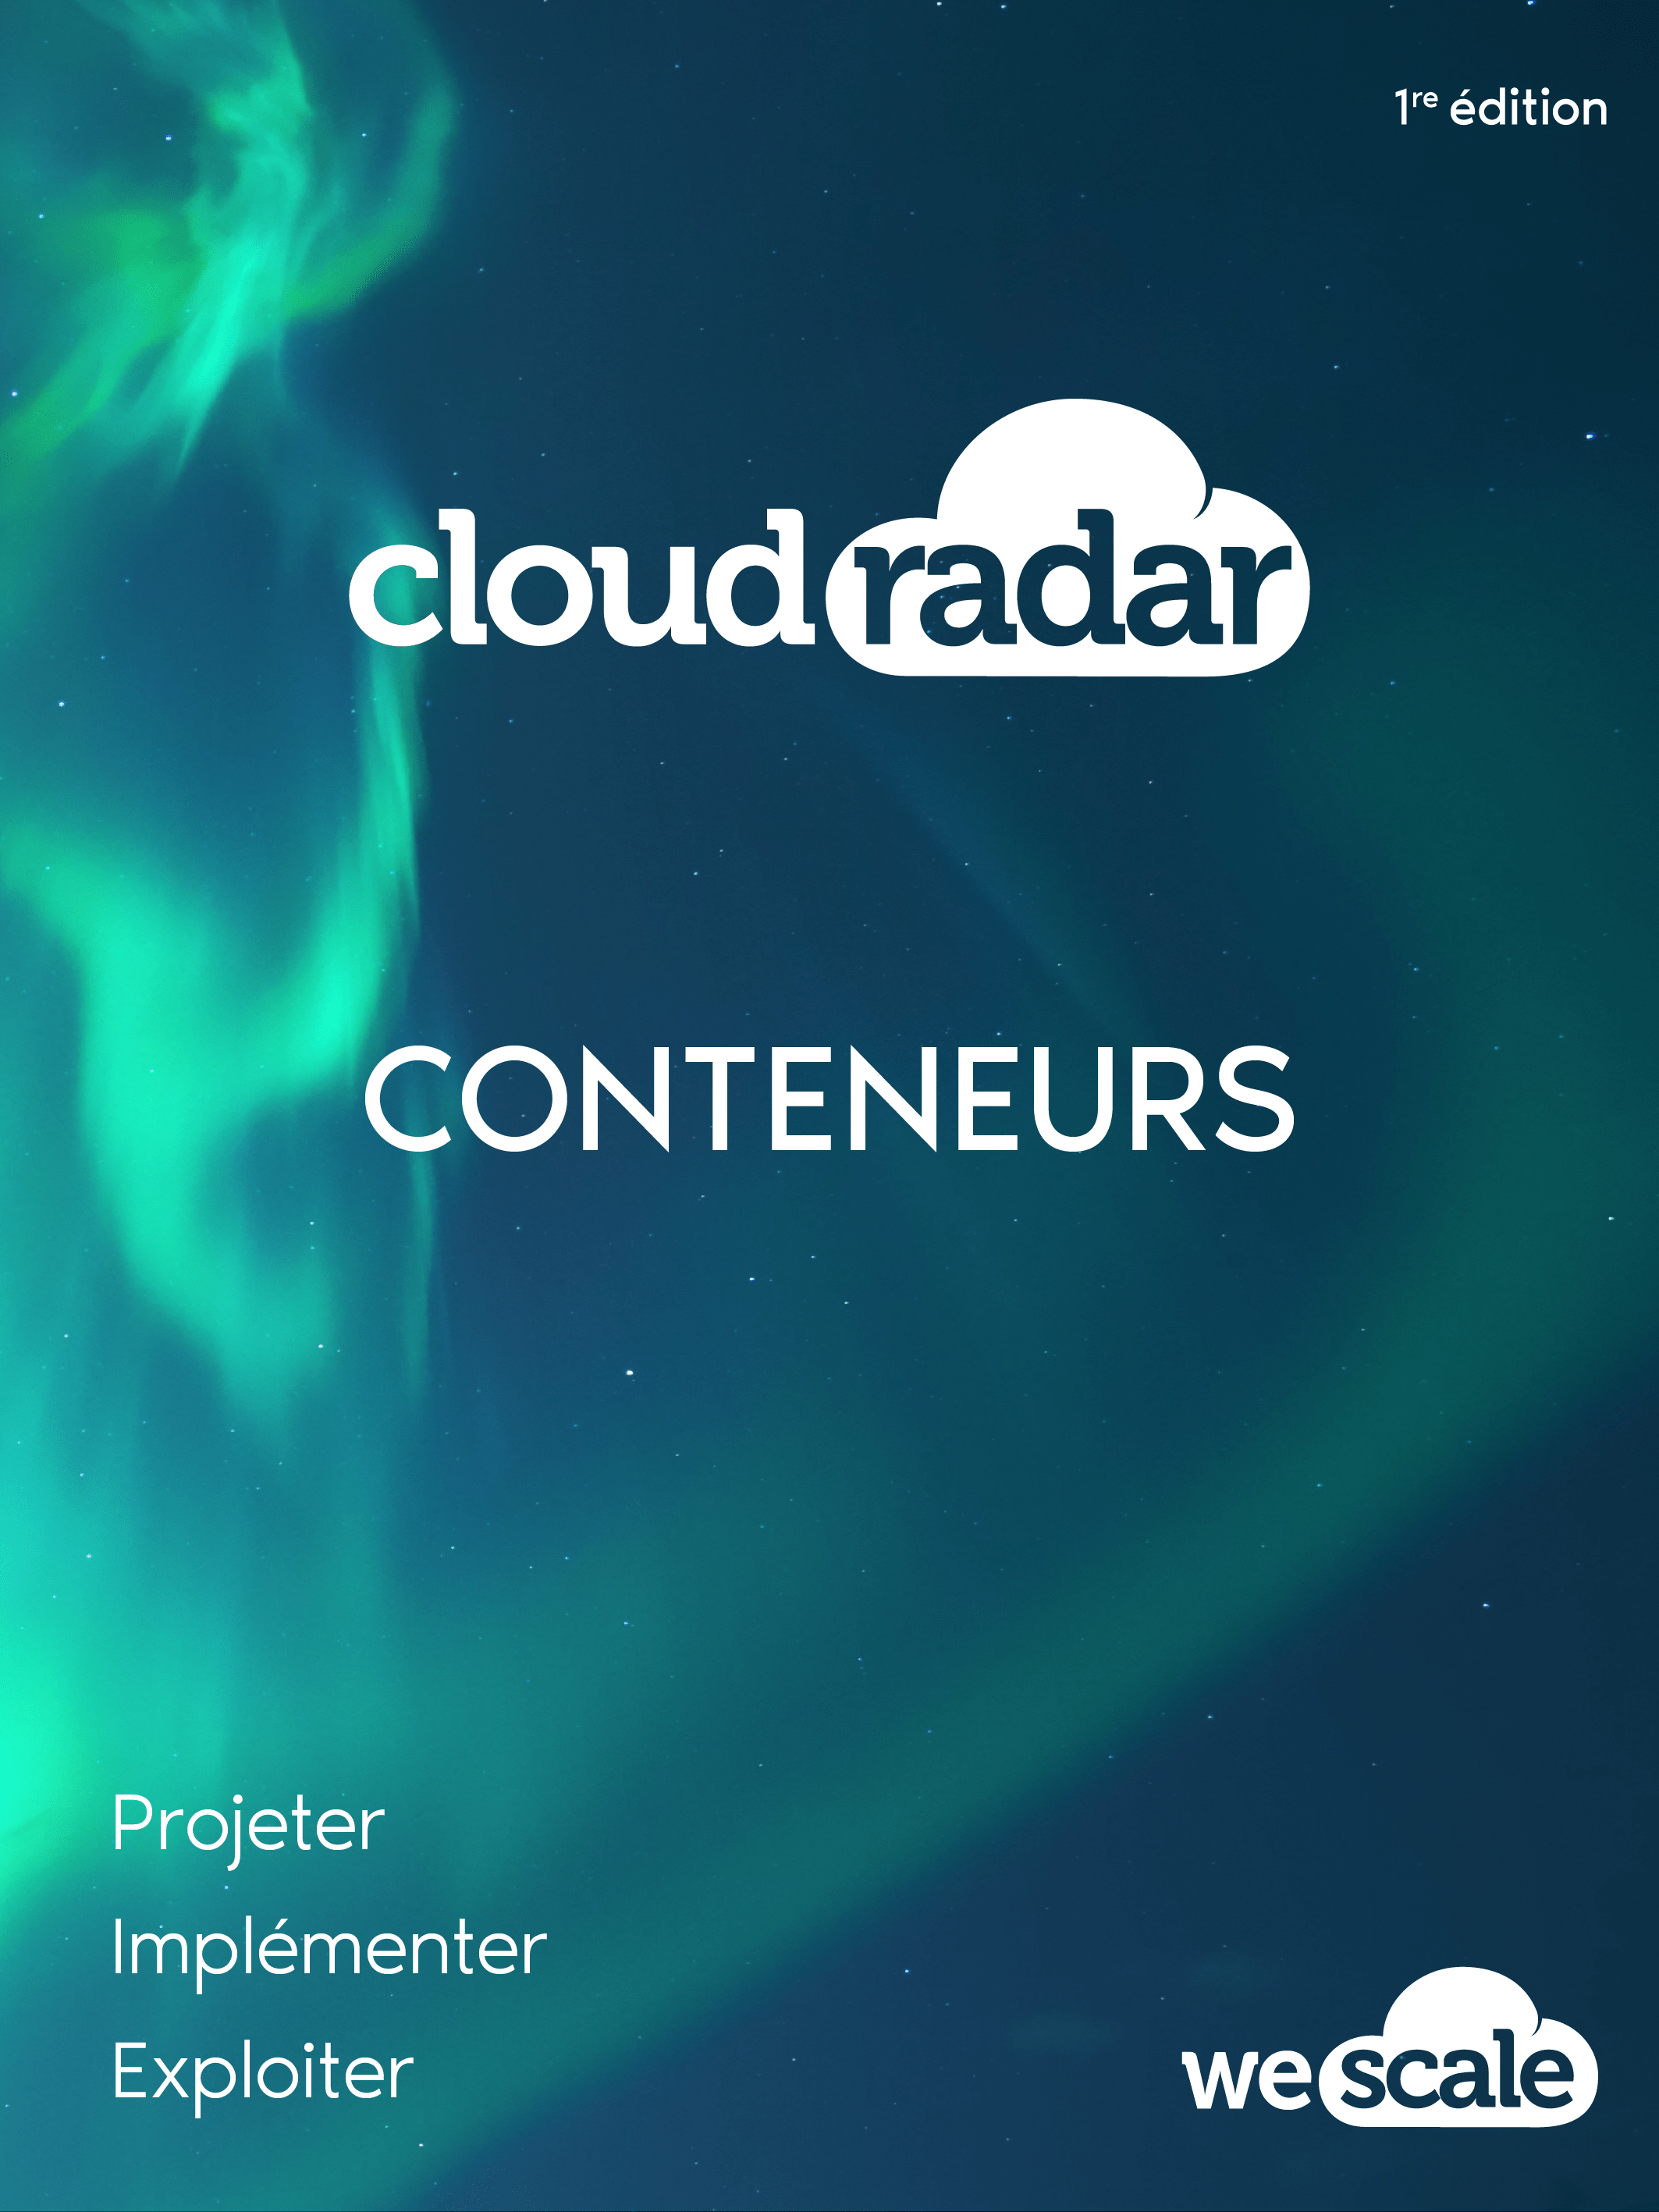 1re édition
cloud radar
CONTENEURS
Projeter
Implémenter
Exploiter
we scale